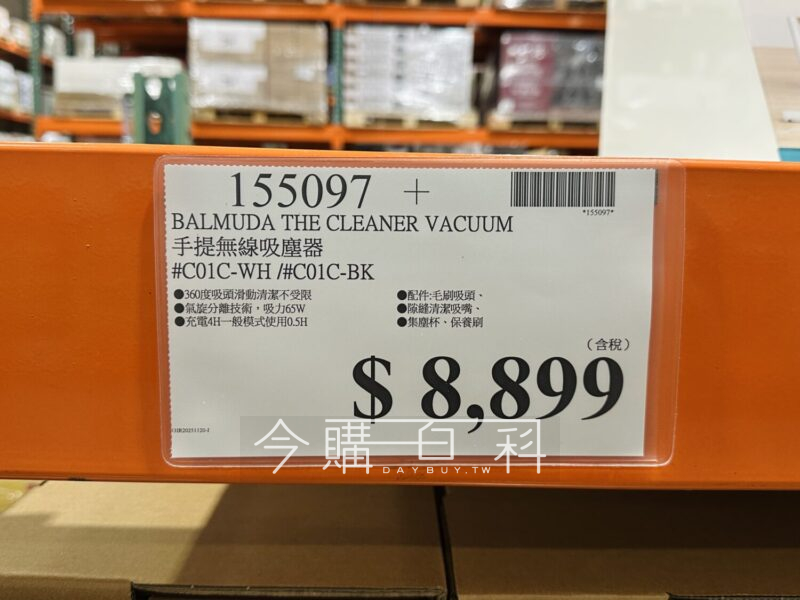 155097 +
*155097*
BALMUDA THE CLEANER VACUUM
手提無線吸塵器
#C01C-WH /#C01C-BK
●360度吸頭滑動清潔不受限
●氣旋分離技術，吸力65W
●充電4H一般模式使用0.5H
●配件:毛刷吸頭、
●隙縫清潔吸嘴、
●集塵杯、保養刷
（含稅）
$ 8,899
今購百科
DAYBUY.TW